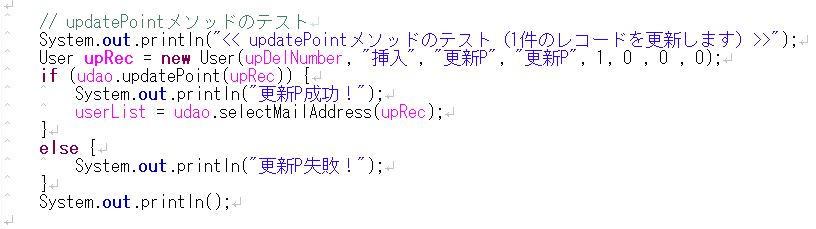 // updatePointメソッドのテスト
System.out.println("<< updatePointメソッドのテスト (1件のレコードを更新します) >>");
User upRec = new User(upDelNumber, "挿入", "更新P", "更新P", 1, 0 , 0 , 0);
if (udao.updatePoint(upRec)) {
System.out.println("更新P成功！");
userList = udao.selectMailAddress(upRec);
}
else {
System.out.println("更新P失敗！");
}
System.out.println();